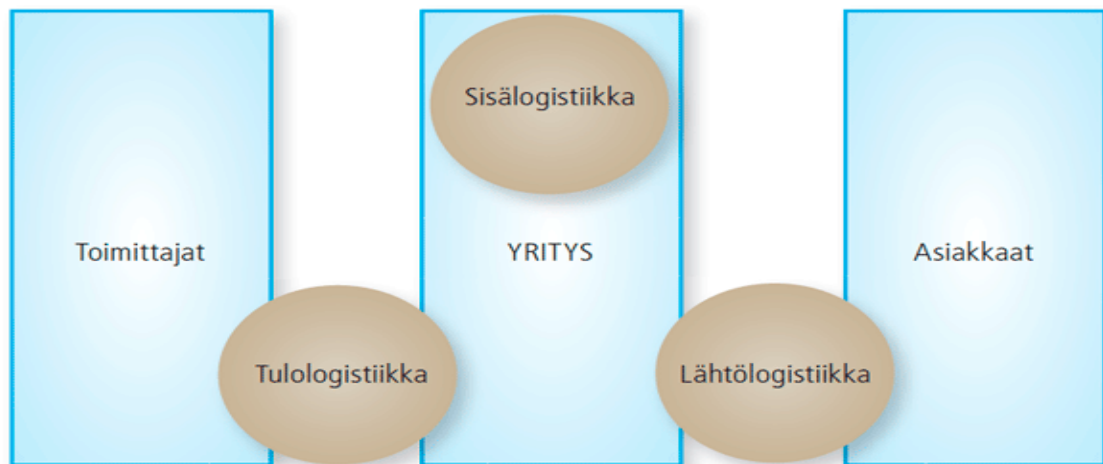 Sisälogistiikka
Toimittajat
YRITYS
Asiakkaat
Tulologistiikka
Lähtölogistiikka